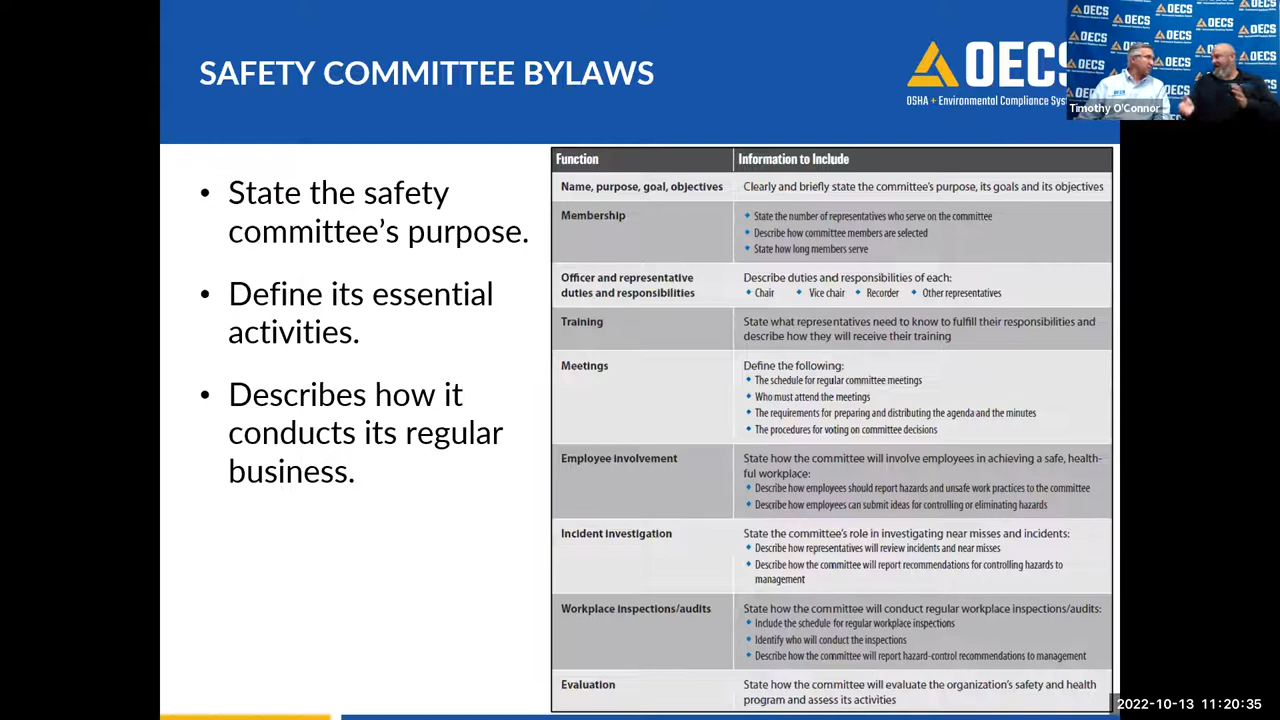 SAFETY COMMITTEE BYLAWS
OECS
OSHA + Environmental Compliance
Timothy O'Connor
• State the safety
committee's purpose.
• Define its essential
activities.
• Describes how it
conducts its regular
business.
Function Information to Include
Name, purpose, goal, objectives Clearly and briefly state the committee's purpose, its goals and its objectives
Membership
State the number of representatives who serve on the committee
Describe how committee members are selected
State how long members serve
Officer and representative
duties and responsibilities
Describe duties and responsibilities of each:
Chair Vice chair Recorder Other representatives
Training
State what representatives need to know to fulfill their responsibilities and
describe how they will receive their training
Meetings
Define the following:
The schedule for regular committee meetings
Who must attend the meetings
The requirements for preparing and distributing the agenda and the minutes
The procedures for voting on committee decisions
Employee involvement
State how the committee will involve employees in achieving a safe, health-
ful workplace:
Describe how employees should report hazards and unsafe work practices to the committee
Describe how employees can submit ideas for controlling or eliminating hazards
Incident investigation
State the committee's role in investigating near misses and incidents:
Describe how representatives will review incidents and near misses
Describe how the committee will report recommendations for controlling hazards to
management
Workplace inspections/audits
State how the committee will conduct regular workplace inspections/audits:
Include the schedule for regular workplace inspections
Identify who will conduct the inspections
Describe how the committee will report hazard-control recommendations to management
Evaluation
State how the committee will evaluate the organization's safety and health
program and assess its activities
2022-10-13 11:20:35